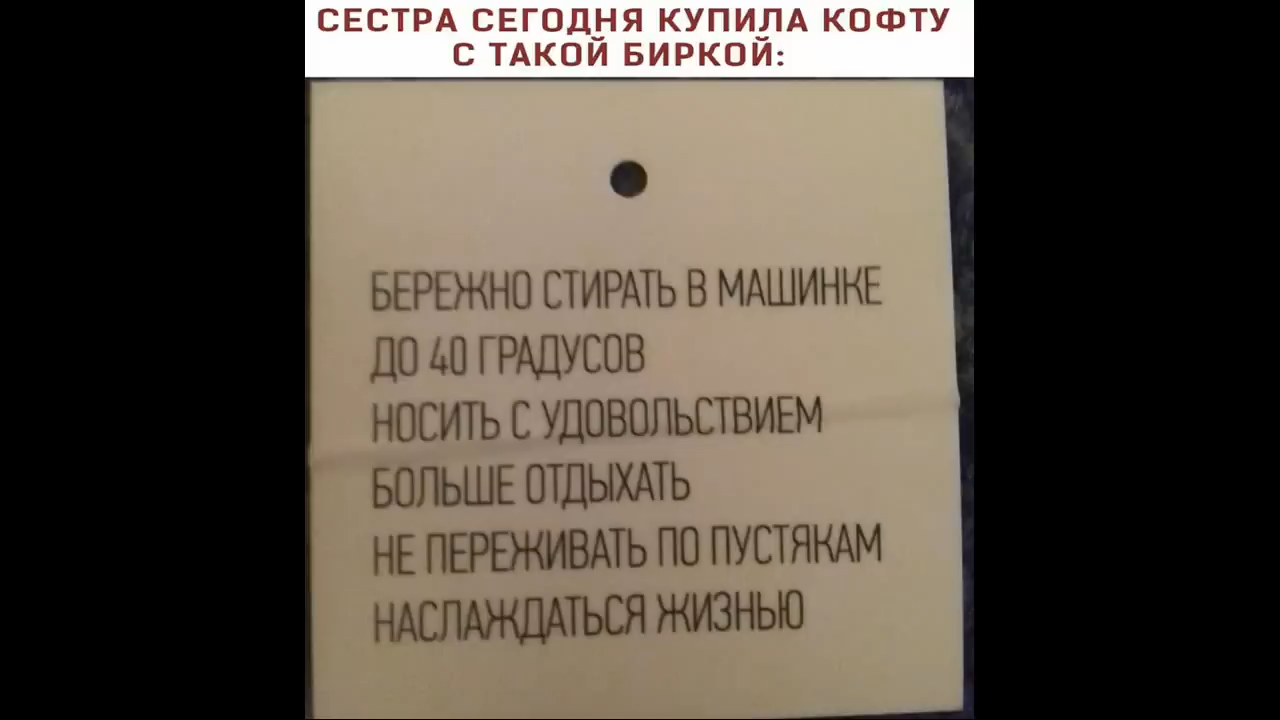 СЕСТРА СЕГОДНЯ КУПИЛА КОФТУ
С ТАКОЙ БИРКОЙ:
БЕРЕЖНО СТИРАТЬ В МАШИНКЕ
ДО 40 ГРАДУСОВ
НОСИТЬ С УДОВОЛЬСТВИЕМ
БОЛЬШЕ ОТДЫХАТЬ
НЕ ПЕРЕЖИВАТЬ ПО ПУСТЯКАМ
НАСЛАЖДАТЬСЯ ЖИЗНЬЮ